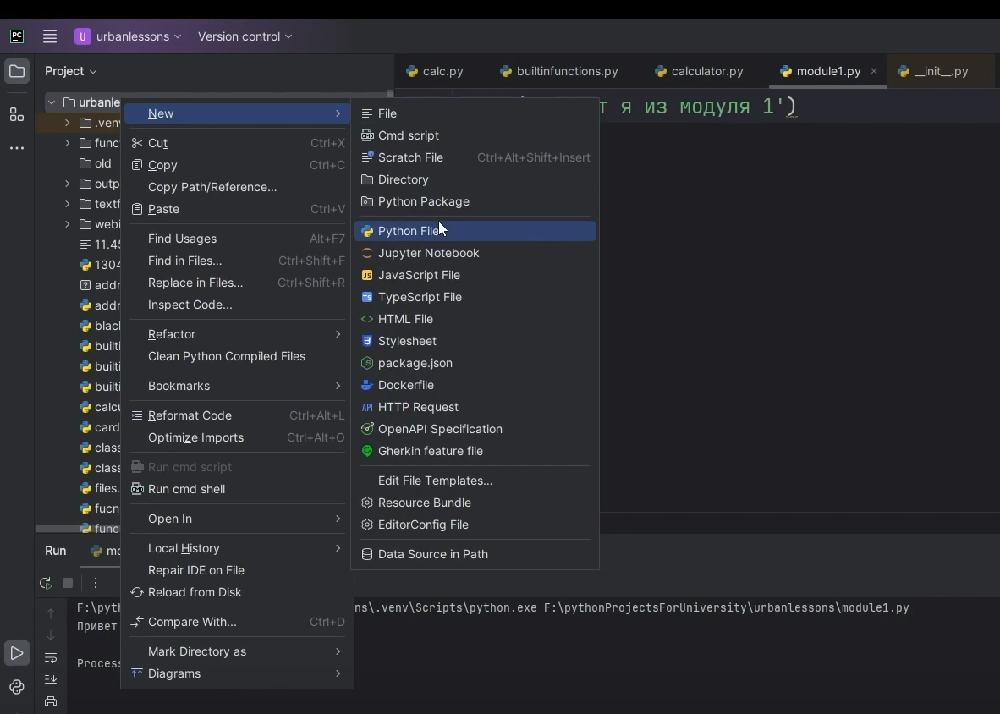 PC
U urbanlessons
Version control
Project
calc.py
builtinfunctions.py
calculator.py
module1.py
__init__.py
т я из модуля 1')
urbanle
.ven
func
old
outp
textf
webi
11.4
1304
addr
addr
blacl
builti
builti
builti
calcu
card
class
class
files.
fucn
func
New
Cut Ctrl+X
Copy Ctrl+C
Copy Path/Reference...
Paste Ctrl+V
Find Usages Alt+F7
Find in Files... Ctrl+Shift+F
Replace in Files... Ctrl+Shift+R
Inspect Code...
Refactor
Clean Python Compiled Files
Bookmarks
Reformat Code Ctrl+Alt+L
Optimize Imports Ctrl+Alt+O
Run cmd script
Run cmd shell
Open In
Local History
Repair IDE on File
Reload from Disk
Compare With... Ctrl+D
Mark Directory as
Diagrams
File
Cmd script
Scratch File Ctrl+Alt+Shift+Insert
Directory
Python Package
Python File
Jupyter Notebook
JavaScript File
TypeScript File
HTML File
Stylesheet
package.json
Dockerfile
HTTP Request
OpenAPI Specification
Gherkin feature file
Edit File Templates...
Resource Bundle
EditorConfig File
Data Source in Path
Run
mo
F:\pyt
ns\.venv\Scripts\python.exe F:\pythonProjectsForUniversity\urbanlessons\module1.py
Привет
Process